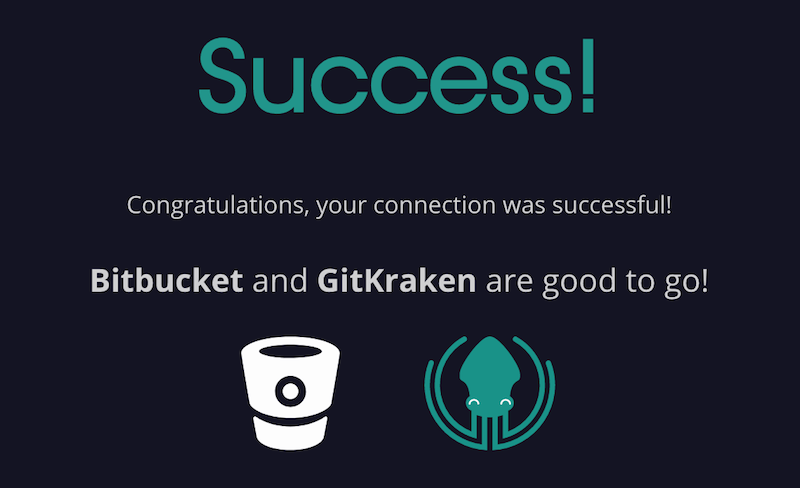 Success!
Congratulations, your connection was successful!
Bitbucket and GitKraken are good to go!